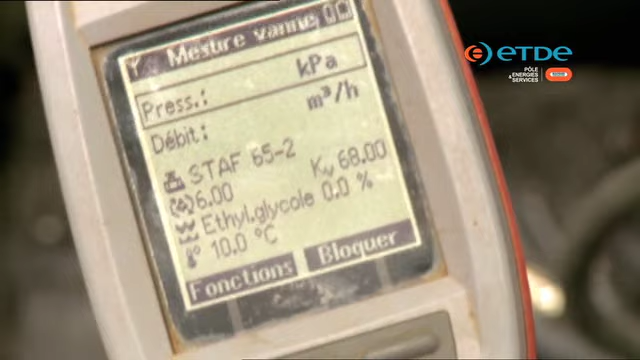 Mesure vanne
Press.: kPa
Débit: m³/h
STAF 65-2
6.00 Kv 68.00
Ethyl.glycole 0.0 %
10.0 °C
Fonctions Bloquer
ETDE
PÔLE
ÉNERGIES
& SERVICES